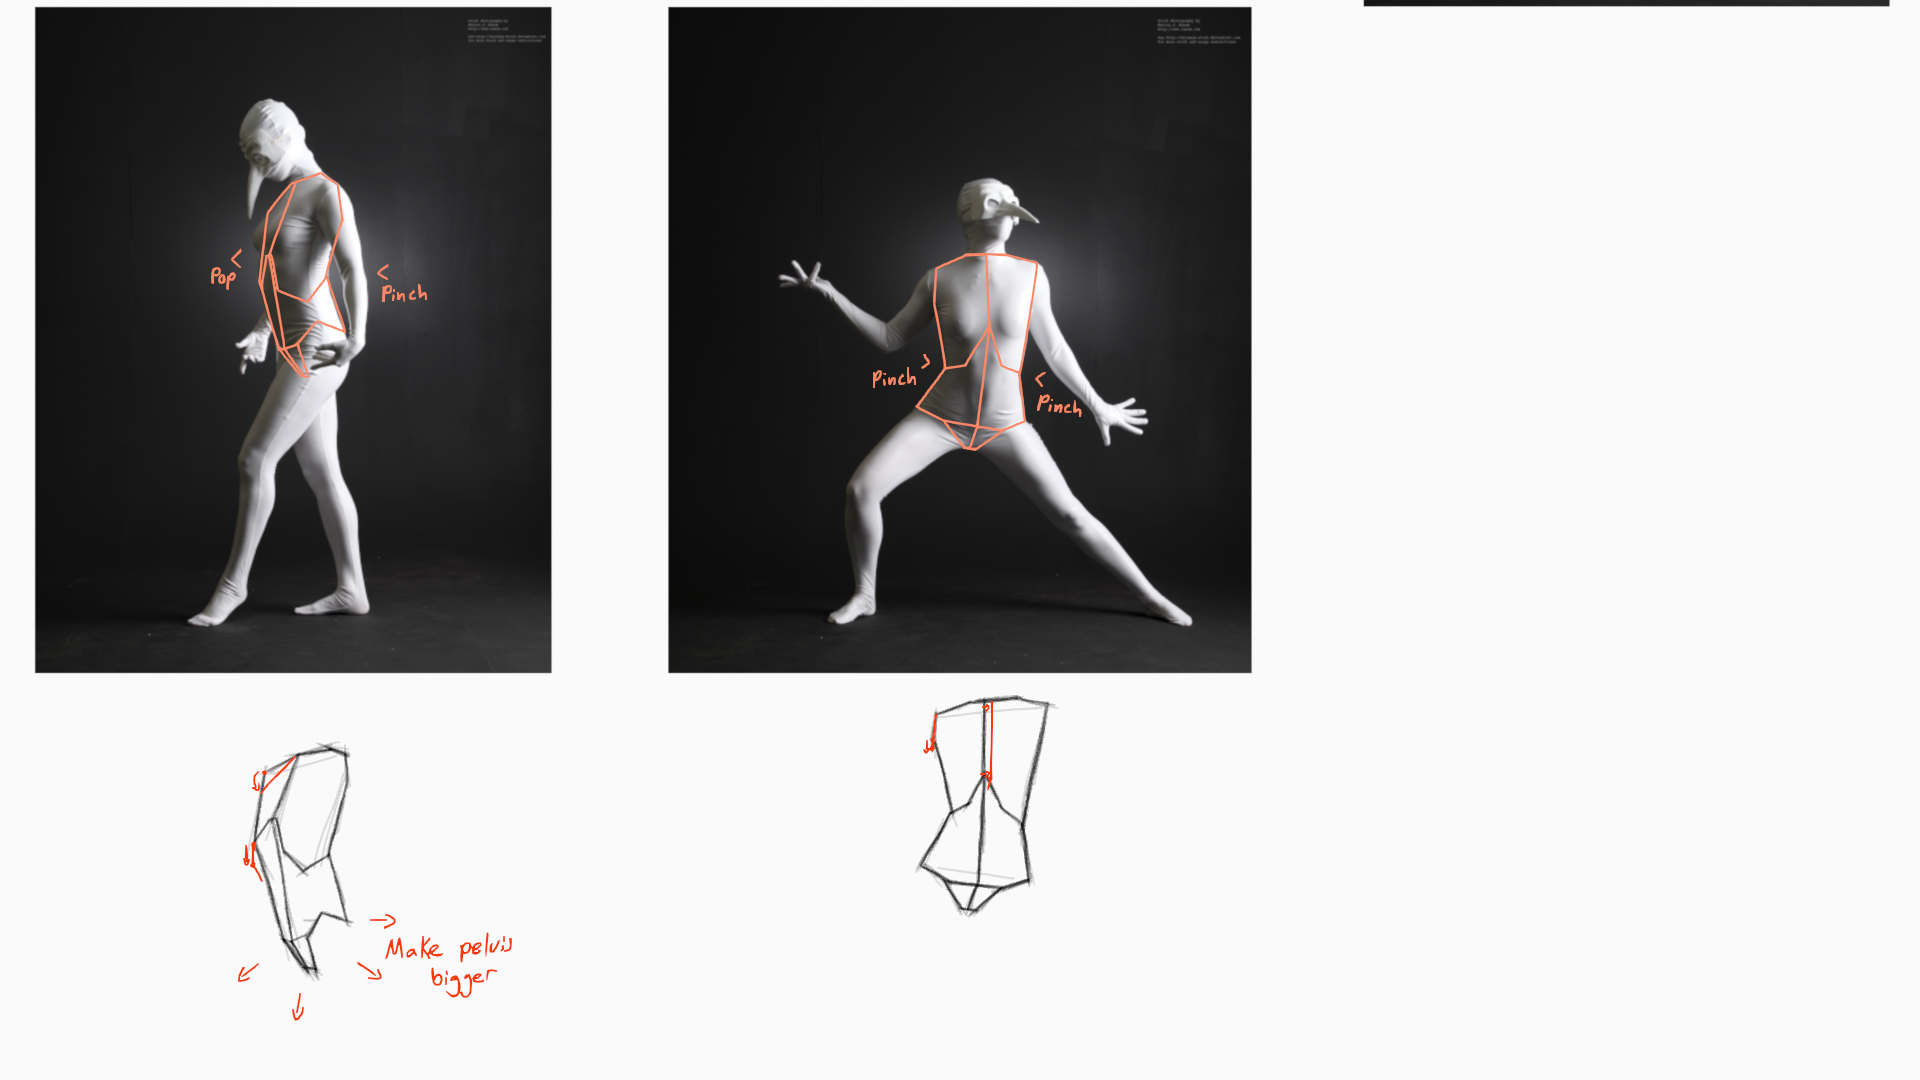 Pop <
<
Pinch
Pinch >
<
Pinch
Make pelvis
bigger